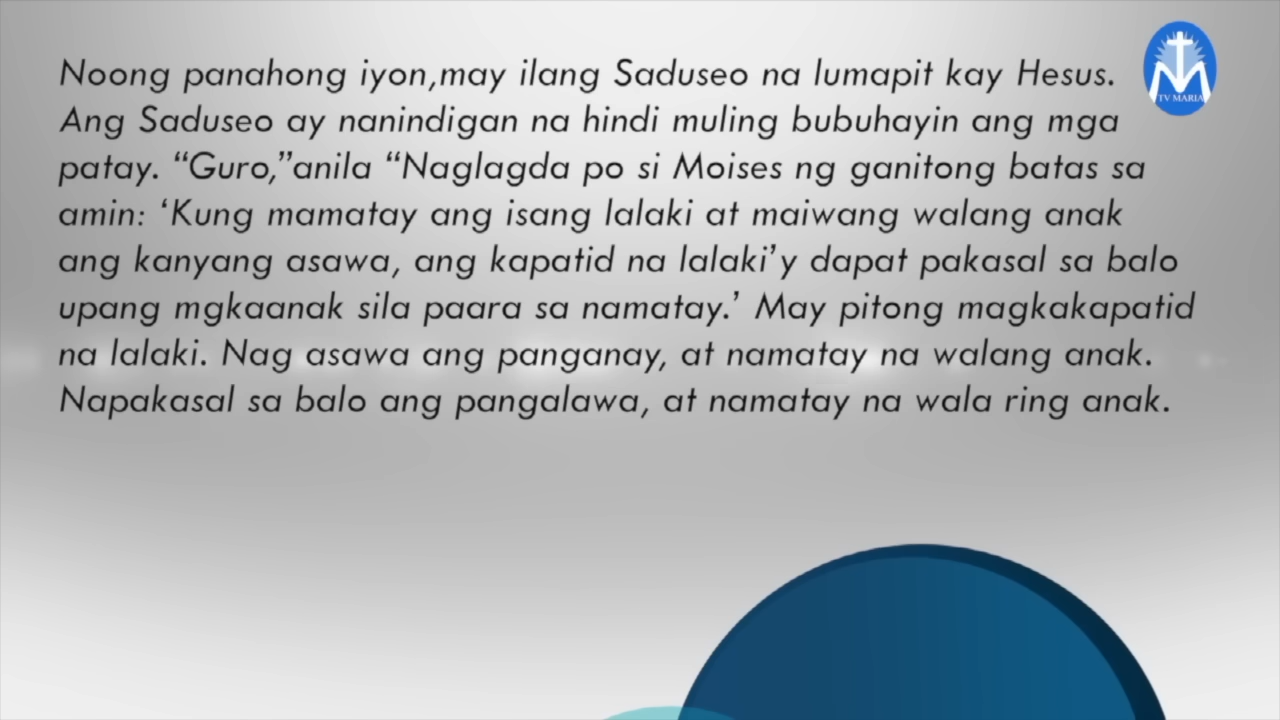 Noong panahong iyon,may ilang Saduseo na lumapit kay Hesus.
Ang Saduseo ay nanindigan na hindi muling bubuhayin ang mga
patay. “Guro,”anila “Naglagda po si Moises ng ganitong batas sa
amin: ‘Kung mamatay ang isang lalaki at maiwang walang anak
ang kanyang asawa, ang kapatid na lalaki’y dapat pakasal sa balo
upang mgkaanak sila paara sa namatay.’ May pitong magkakapatid
na lalaki. Nag asawa ang panganay, at namatay na walang anak.
Napakasal sa balo ang pangalawa, at namatay na wala ring anak.
TV MARIA